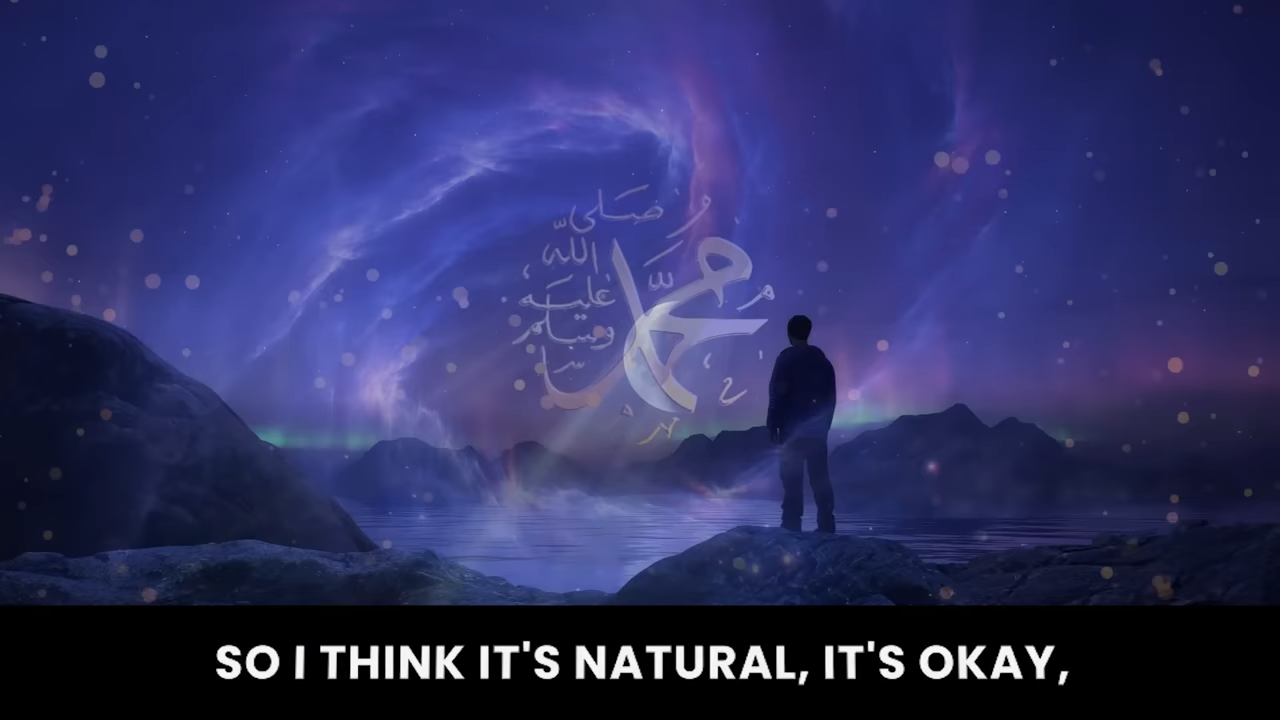 صلى
الله
عليه
وسلم
محمد
SO I THINK IT'S NATURAL, IT'S OKAY,